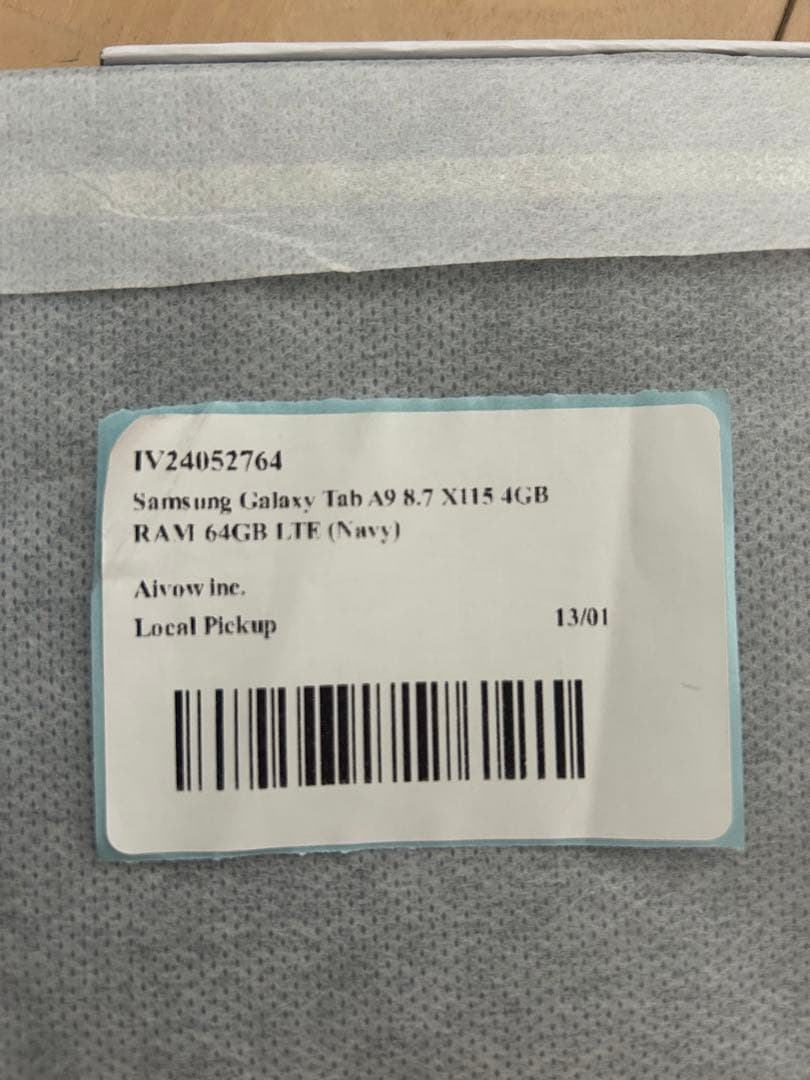 IV24052764
Samsung Galaxy Tab A9 8.7 X115 4GB
RAM 64GB LTE (Navy)
Aivow inc.
Local Pickup
13/01